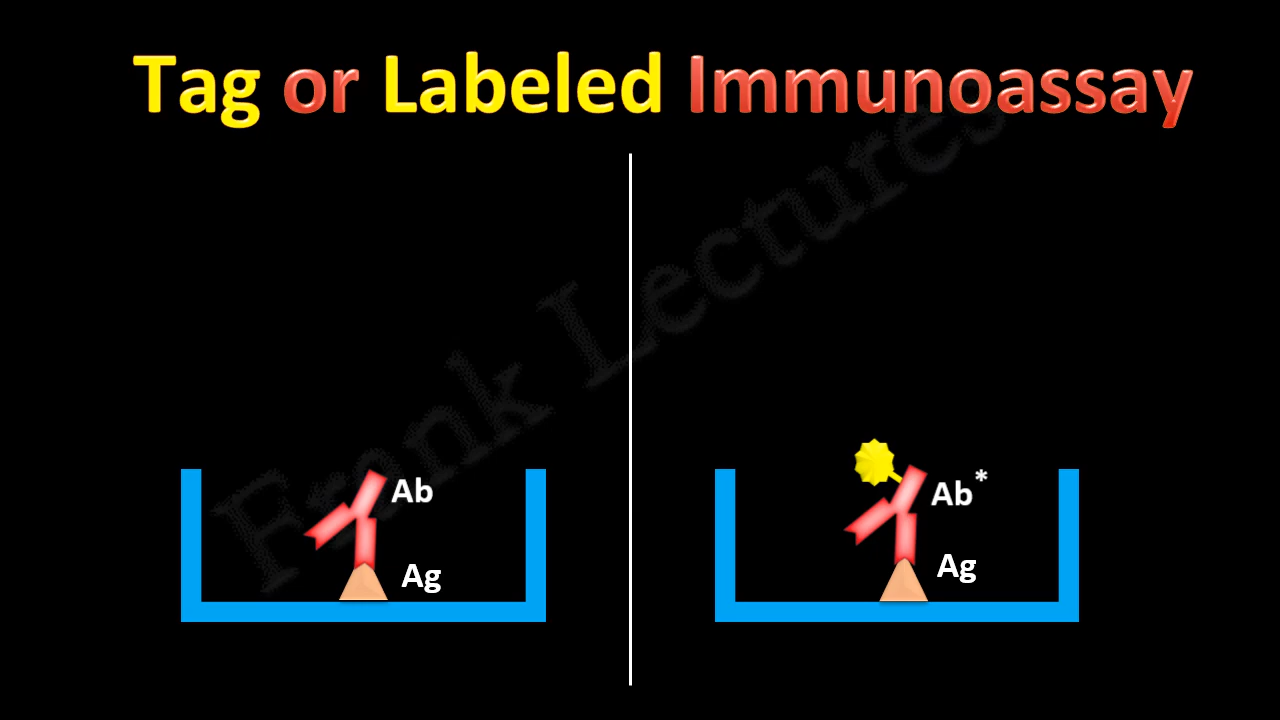 Tag or Labeled Immunoassay
Frank Lectures
Ab
Ag
Ab*
Ag